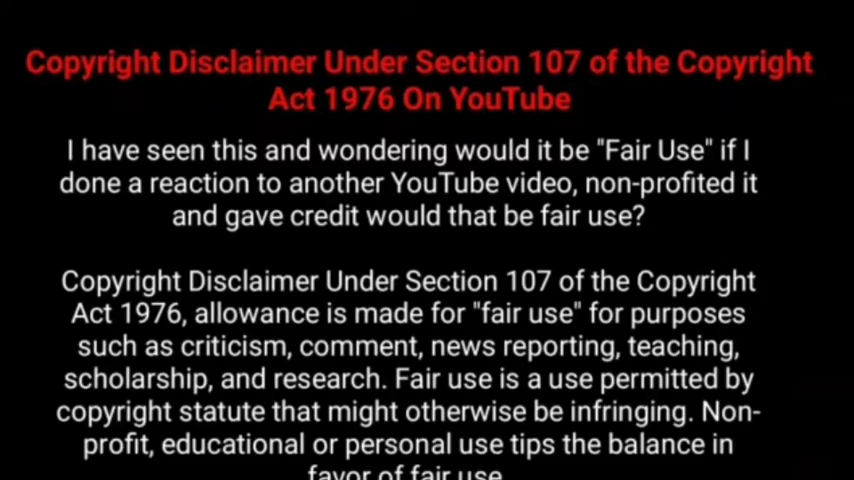 Copyright Disclaimer Under Section 107 of the Copyright
Act 1976 On YouTube
I have seen this and wondering would it be "Fair Use" if I
done a reaction to another YouTube video, non-profited it
and gave credit would that be fair use?
Copyright Disclaimer Under Section 107 of the Copyright
Act 1976, allowance is made for "fair use" for purposes
such as criticism, comment, news reporting, teaching,
scholarship, and research. Fair use is a use permitted by
copyright statute that might otherwise be infringing. Non-
profit, educational or personal use tips the balance in
favor of fair use